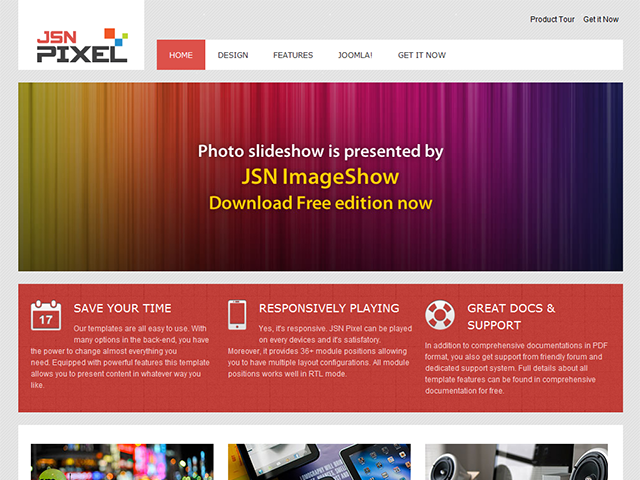 Product Tour Get it Now
JSN
PIXEL
HOME DESIGN FEATURES JOOMLA! GET IT NOW
Photo slideshow is presented by
JSN ImageShow
Download Free edition now
17
SAVE YOUR TIME
Our templates are all easy to use. With
many options in the back-end, you have
the power to change almost everything you
need. Equipped with powerful features this template
allows you to present content in whatever way you
like.
RESPONSIVELY PLAYING
Yes, it's responsive. JSN Pixel can be played
on every devices and it's satisfatory.
Moreover, it provides 36+ module positions allowing
you to have multiple layout configurations. All module
positions works well in RTL mode.
GREAT DOCS &
SUPPORT
In addition to comprehensive documentations in PDF
format, you also get support from friendly forum and
dedicated support system. Full details about all
template features can be found in comprehensive
documentation for free.